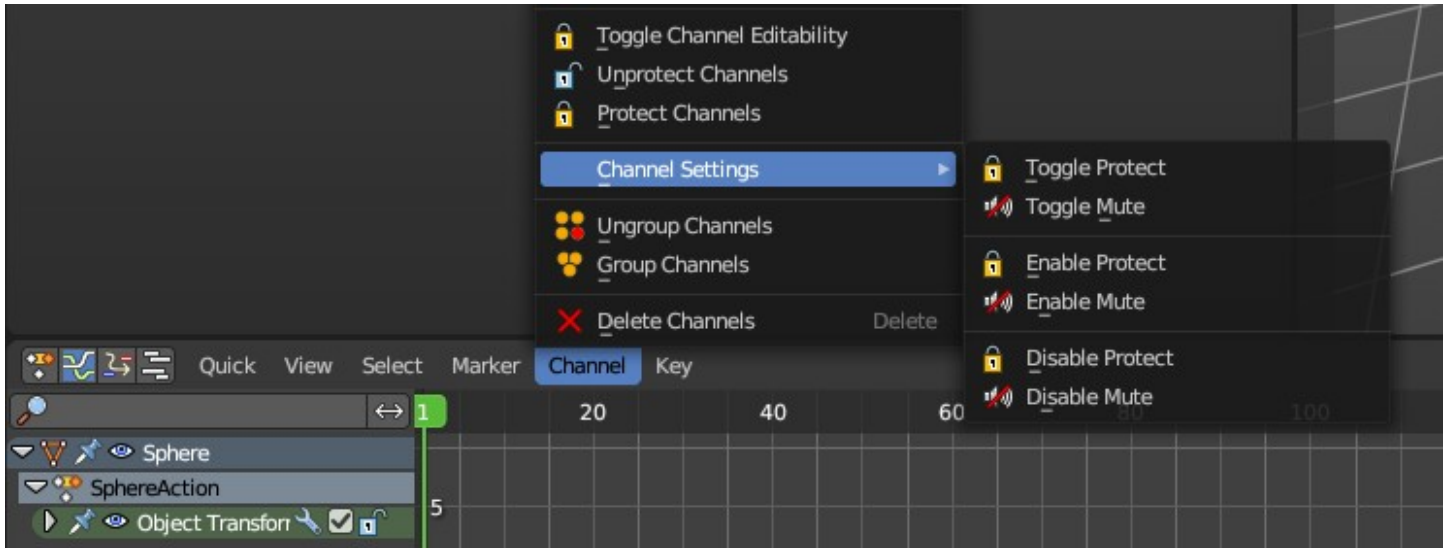 Toggle Channel Editability
Unprotect Channels
Protect Channels
Channel Settings
Toggle Protect
Toggle Mute
Ungroup Channels
Group Channels
Enable Protect
Enable Mute
Delete Channels Delete
Disable Protect
Disable Mute
Quick View Select Marker Channel Key
1 20 40 60 80 100
Sphere
SphereAction
5
Object Transforr